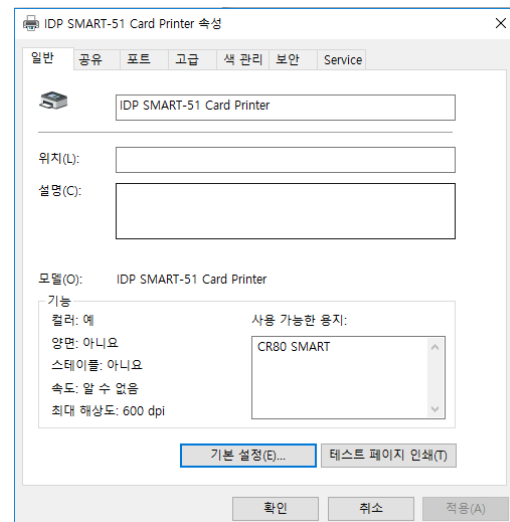 IDP SMART-51 Card Printer 속성
일반 공유 포트 고급 색 관리 보안 Service
IDP SMART-51 Card Printer
위치(L):
설명(C):
모델(O): IDP SMART-51 Card Printer
기능
컬러: 예
사용 가능한 용지:
양면: 아니요
CR80 SMART
스테이플: 아니요
속도: 알 수 없음
최대 해상도: 600 dpi
기본 설정(E)... 테스트 페이지 인쇄(T)
확인 취소 적용(A)